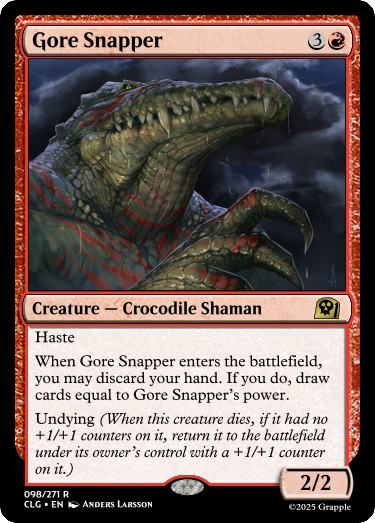 Gore Snapper 3
Creature — Crocodile Shaman
Haste
When Gore Snapper enters the battlefield,
you may discard your hand. If you do, draw
cards equal to Gore Snapper's power.
Undying (When this creature dies, if it had no
+1/+1 counters on it, return it to the battlefield
under its owner's control with a +1/+1 counter
on it.)
2/2
098/271 R
CLG • EN Anders Larsson
©2025 Grapple